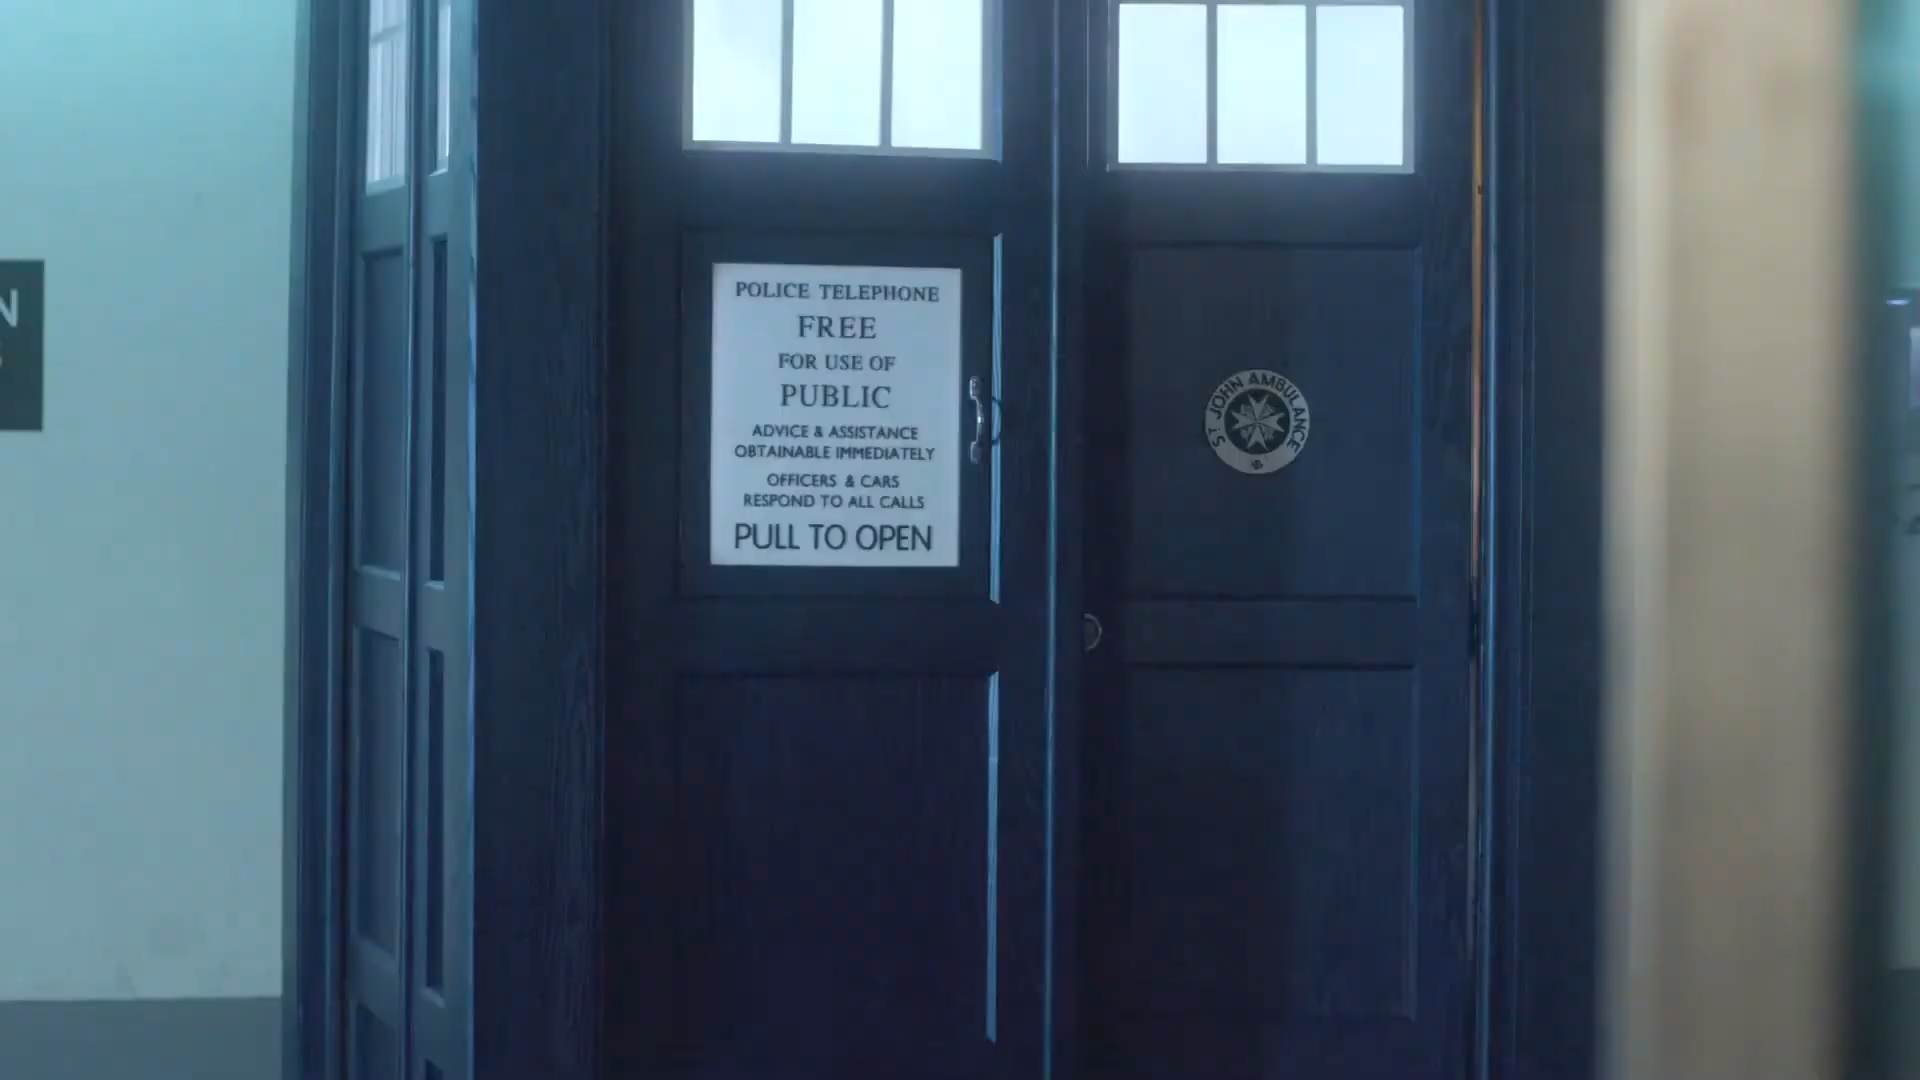 POLICE TELEPHONE
FREE
FOR USE OF
PUBLIC
ADVICE & ASSISTANCE
OBTAINABLE IMMEDIATELY
OFFICERS & CARS
RESPOND TO ALL CALLS
PULL TO OPEN
ST JOHN AMBULANCE